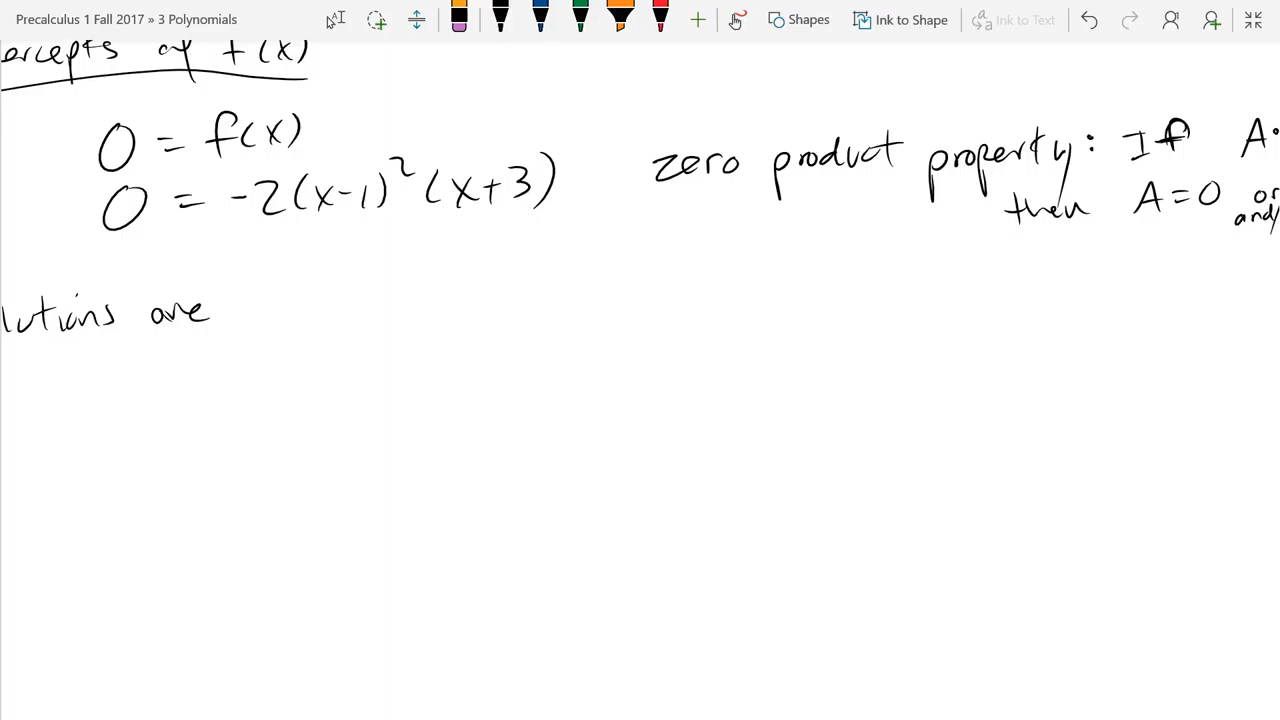 Precalculus 1 Fall 2017 » 3 Polynomials
Shapes
Ink to Shape
Ink to Text
ercepts of f(x)
0 = f(x)
0 = -2(x-1)²(x+3)
zero product property: If A·
then A=0 or
and/
lutions are